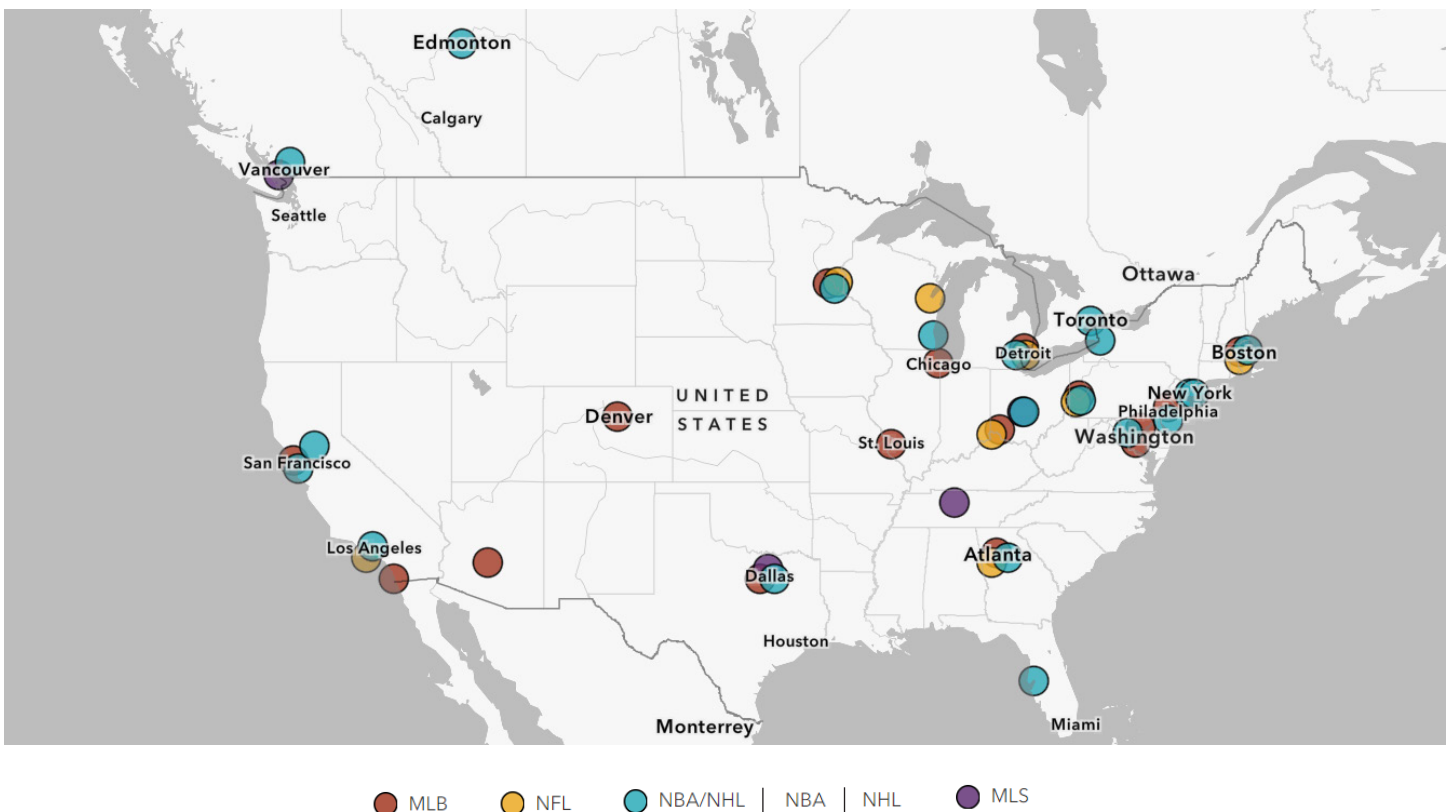 Edmonton
Calgary
Vancouver
Seattle
Ottawa
Toronto
UNITED
STATES
Detroit
Boston
Chicago
New York
Denver
Philadelphia
Washington
St. Louis
San Francisco
Los Angeles
Atlanta
Dallas
Houston
Miami
Monterrey
MLB NFL NBA/NHL | NBA | NHL MLS